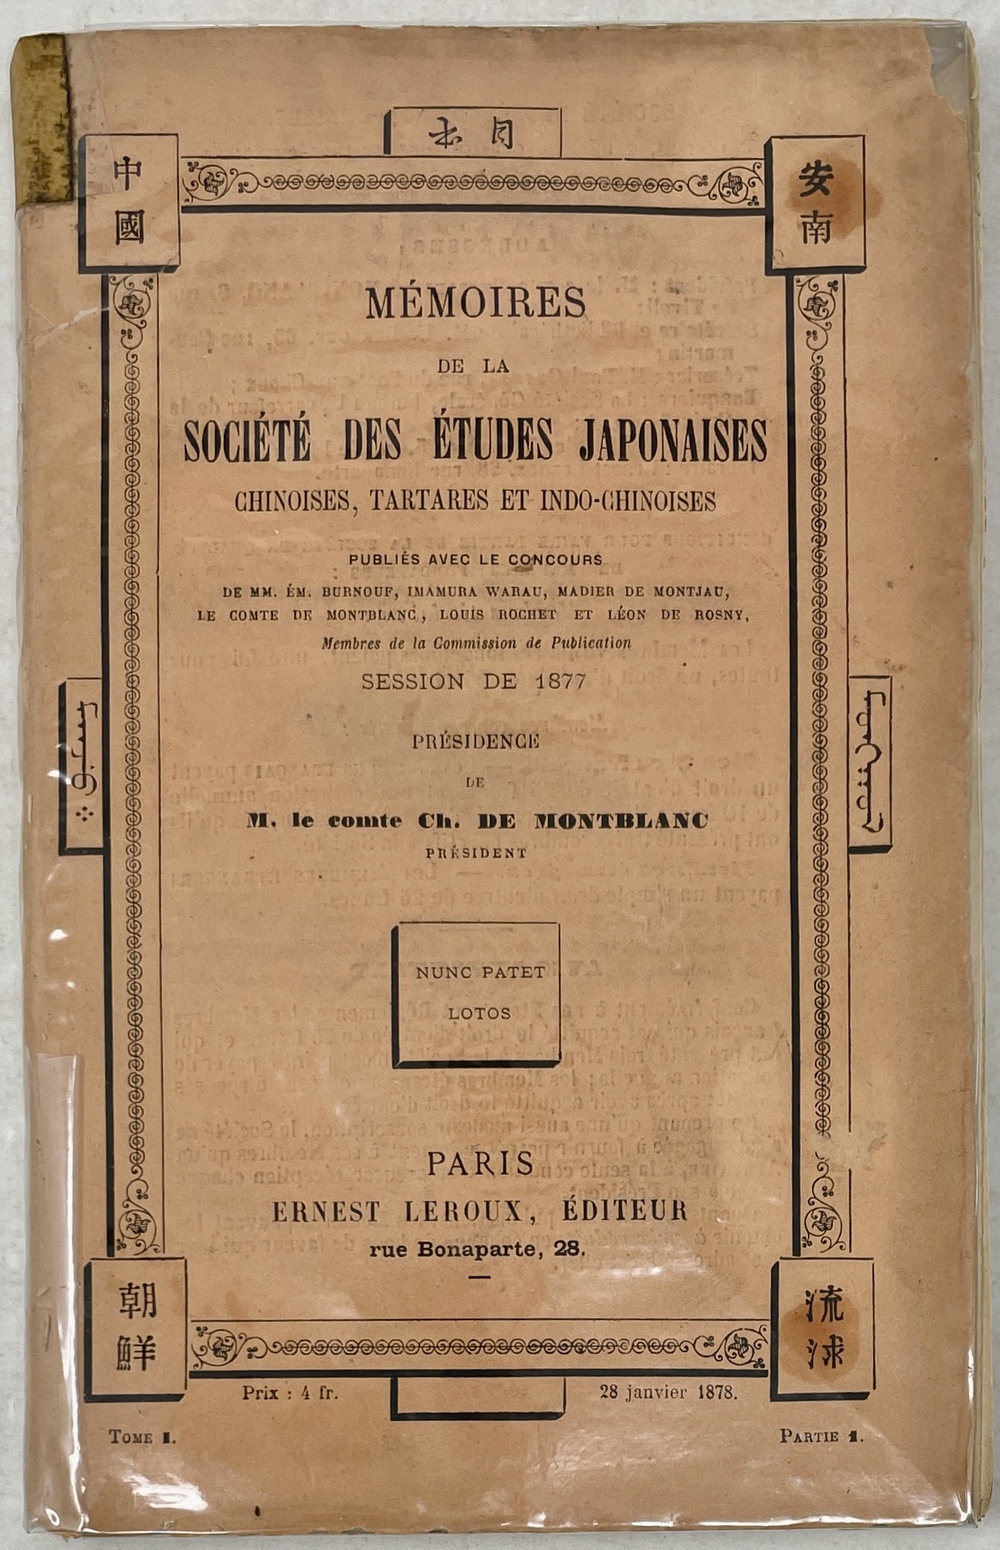 本日
中國
安南
MÉMOIRES
DE LA
SOCIÉTÉ DES ÉTUDES JAPONAISES
CHINOISES, TARTARES ET INDO-CHINOISES
PUBLIÉS AVEC LE CONCOURS
DE MM. ÉM. BURNOUF, IMAMURA WARAU, MADIER DE MONTJAU,
LE COMTE DE MONTBLANC, LOUIS ROCHET ET LÉON DE ROSNY,
Membres de la Commission de Publication
SESSION DE 1877
PRÉSIDENCE
DE
M. le comte Ch. DE MONTBLANC
PRÉSIDENT
NUNC PATET
LOTOS
PARIS
ERNEST LEROUX, ÉDITEUR
rue Bonaparte, 28.
朝鮮
流球
Prix : 4 fr.
28 janvier 1878.
TOME 1.
PARTIE 1.